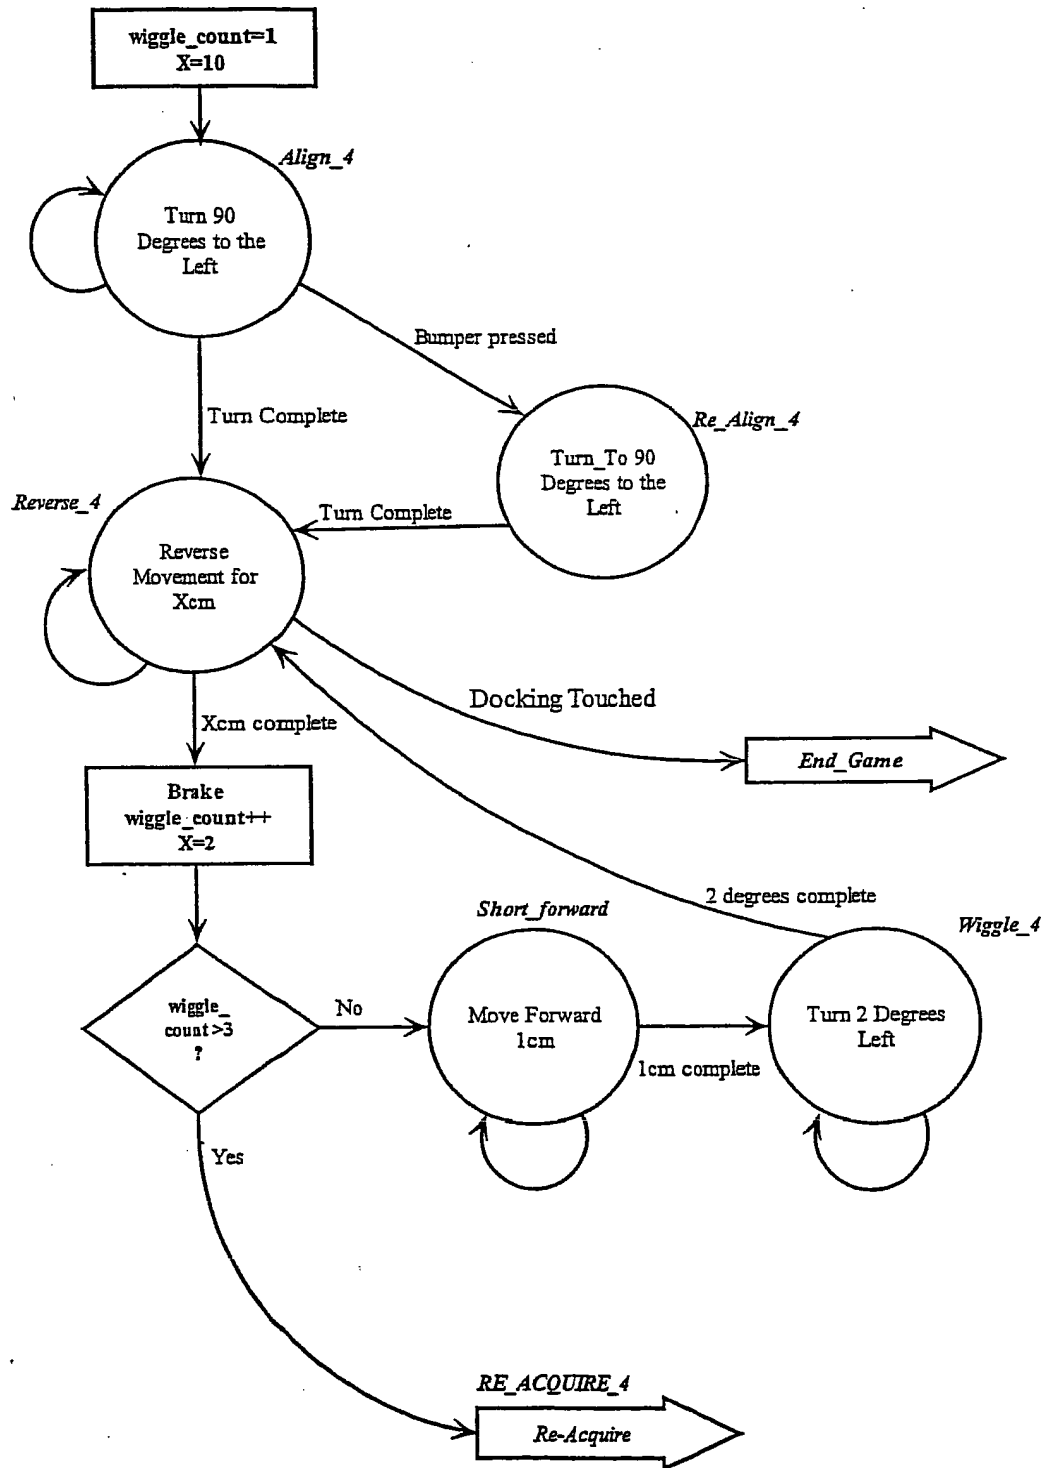 wiggle_count=1
X=10
Align_4
Turn 90
Degrees to the
Left
Bumper pressed
Turn Complete
Re_Align_4
Turn_To 90
Degrees to the
Left
Turn Complete
Reverse_4
Reverse
Movement for
Xcm
Docking Touched
Xcm complete
End_Game
Brake
wiggle_count++
X=2
2 degrees complete
Short_forward
Wiggle_4
wiggle_
count>3
?
No
Move Forward
1cm
1cm complete
Turn 2 Degrees
Left
Yes
RE_ACQUIRE_4
Re-Acquire